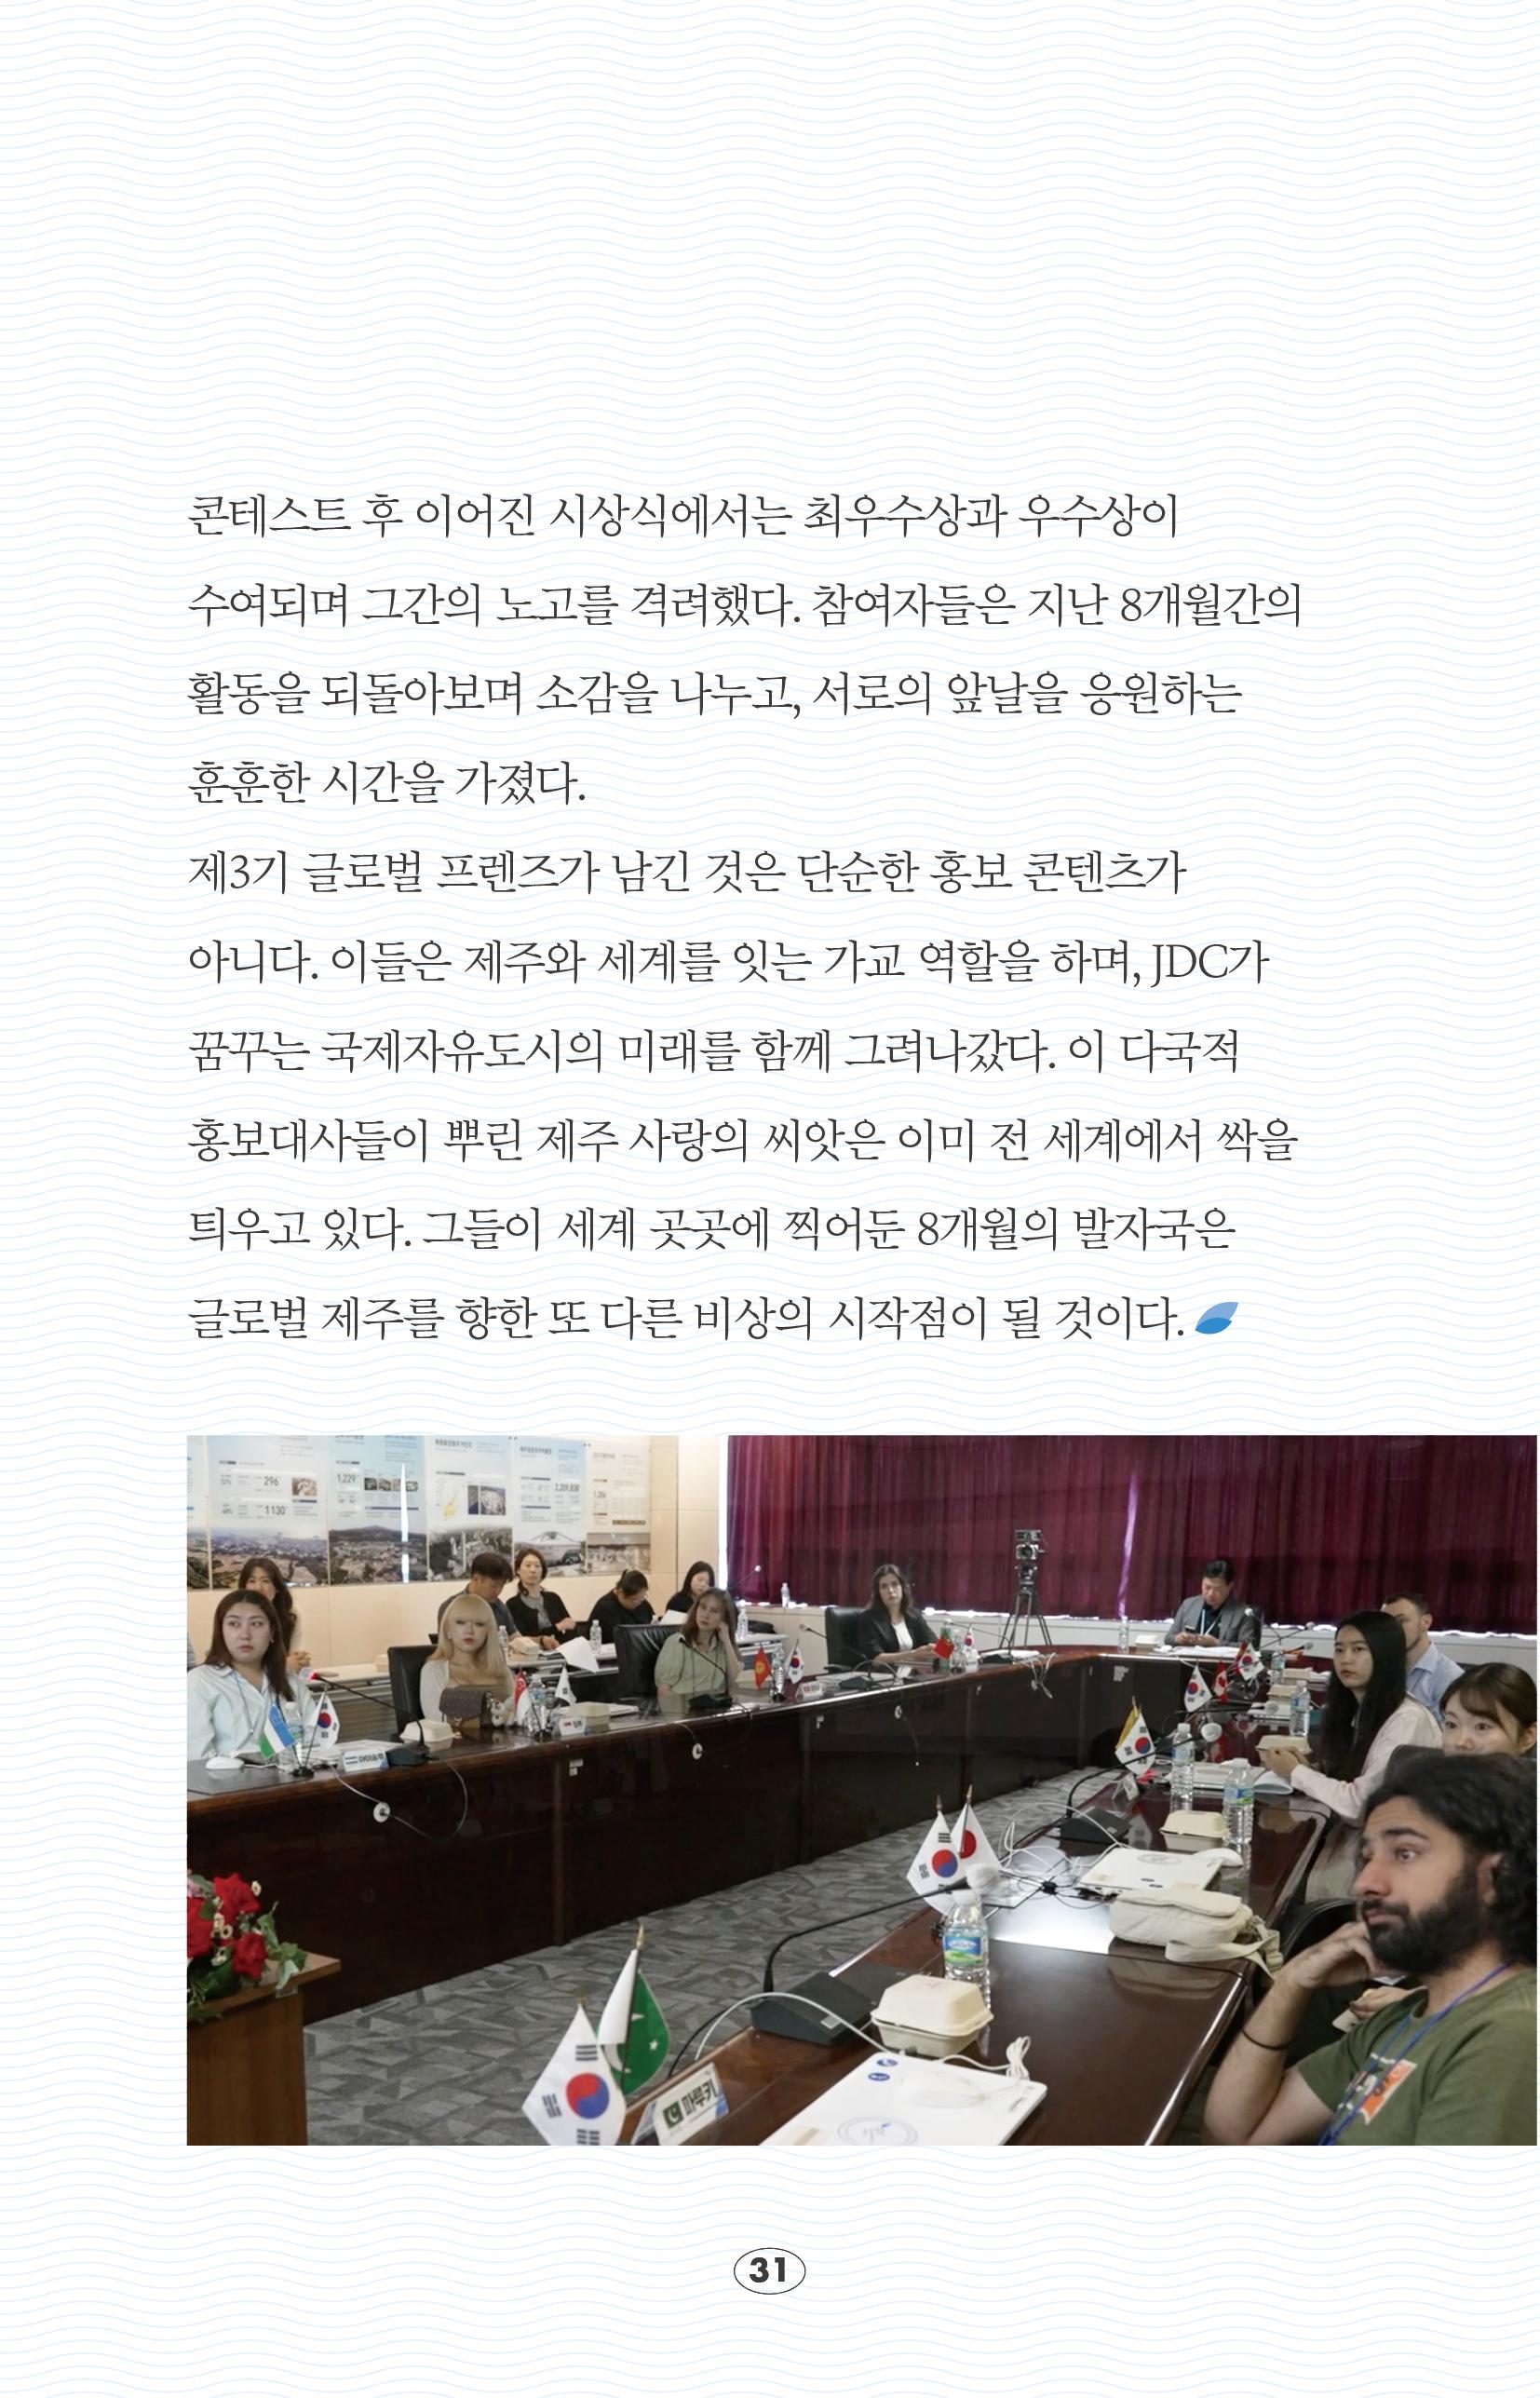 콘테스트 후 이어진 시상식에서는 최우수상과 우수상이
수여되며 그간의 노고를 격려했다. 참여자들은 지난 8개월간의
활동을 되돌아보며 소감을 나누고, 서로의 앞날을 응원하는
훈훈한 시간을 가졌다.
제3기 글로벌 프렌즈가 남긴 것은 단순한 홍보 콘텐츠가
아니다. 이들은 제주와 세계를 잇는 가교 역할을 하며, JDC가
꿈꾸는 국제자유도시의 미래를 함께 그려나갔다. 이 다국적
홍보대사들이 뿌린 제주 사랑의 씨앗은 이미 전 세계에서 싹을
틔우고 있다. 그들이 세계 곳곳에 찍어둔 8개월의 발자국은
글로벌 제주를 향한 또 다른 비상의 시작점이 될 것이다.
296
1,229
1130
파루키
31